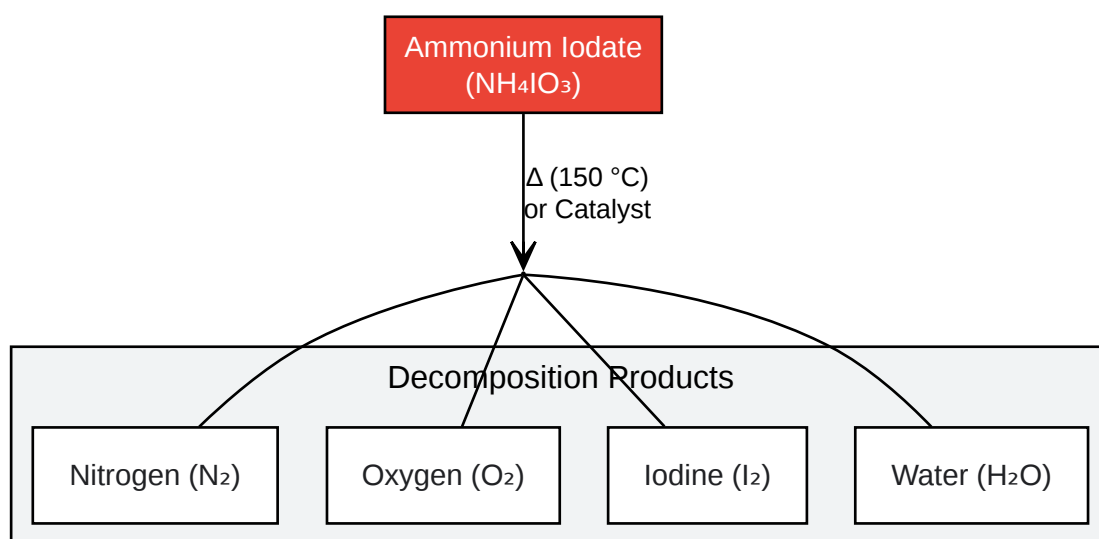 Ammonium Iodate
(NH₄IO₃)
Δ (150 °C)
or Catalyst
Decomposition Products
Nitrogen (N₂)
Oxygen (O₂)
Iodine (I₂)
Water (H₂O)